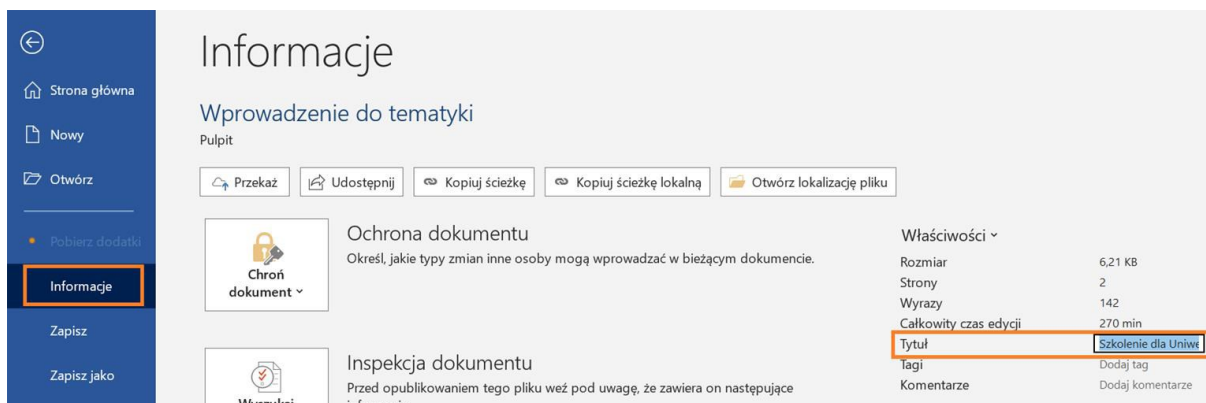 Informacje
Strona główna
Nowy
Otwórz
Pobierz dodatki
Informacje
Zapisz
Zapisz jako
Wprowadzenie do tematyki
Pulpit
Przekaż
Udostępnij
Kopiuj ścieżkę
Kopiuj ścieżkę lokalną
Otwórz lokalizację pliku
Chroń
dokument
Ochrona dokumentu
Określ, jakie typy zmian inne osoby mogą wprowadzać w bieżącym dokumencie.
Inspekcja dokumentu
Przed opublikowaniem tego pliku weź pod uwagę, że zawiera on następujące
Właściwości
Rozmiar 6,21 KB
Strony 2
Wyrazy 142
Całkowity czas edycji 270 min
Tytuł Szkolenie dla Uniwe
Tagi Dodaj tag
Komentarze Dodaj komentarze